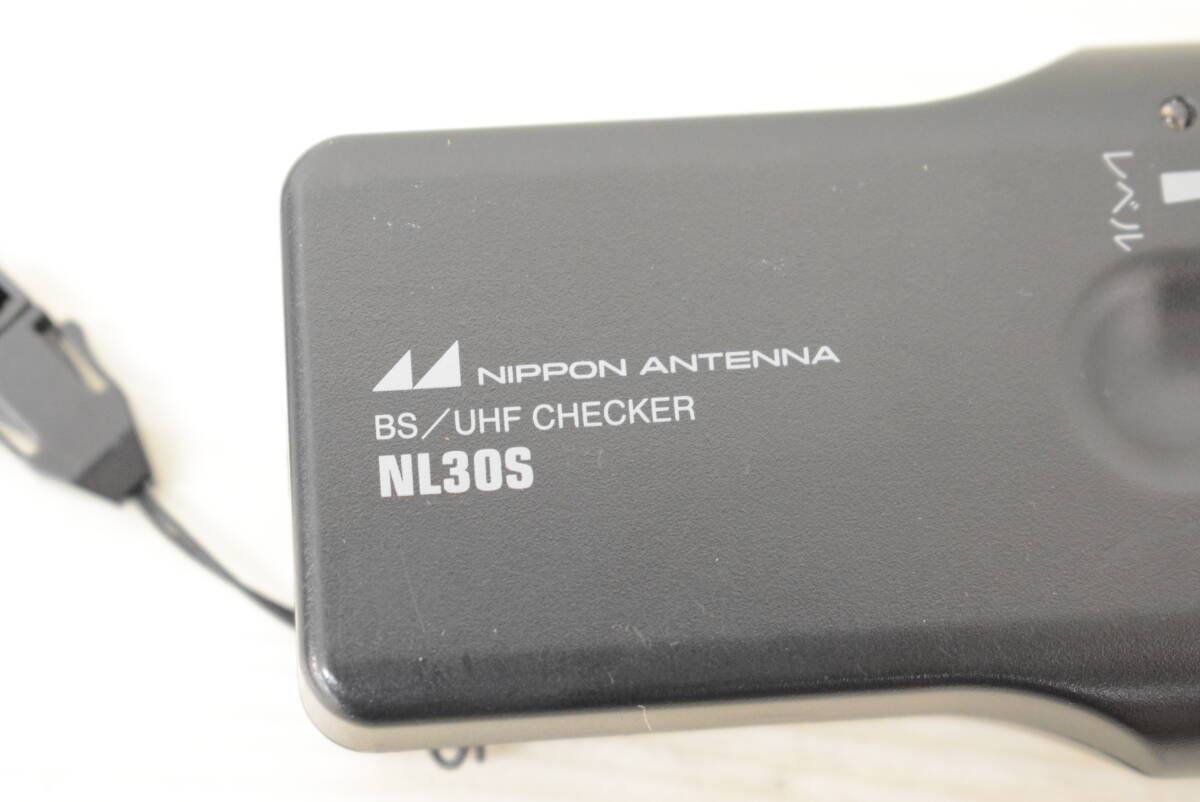 NIPPON ANTENNA
BS／UHF CHECKER
NL30S
レベル